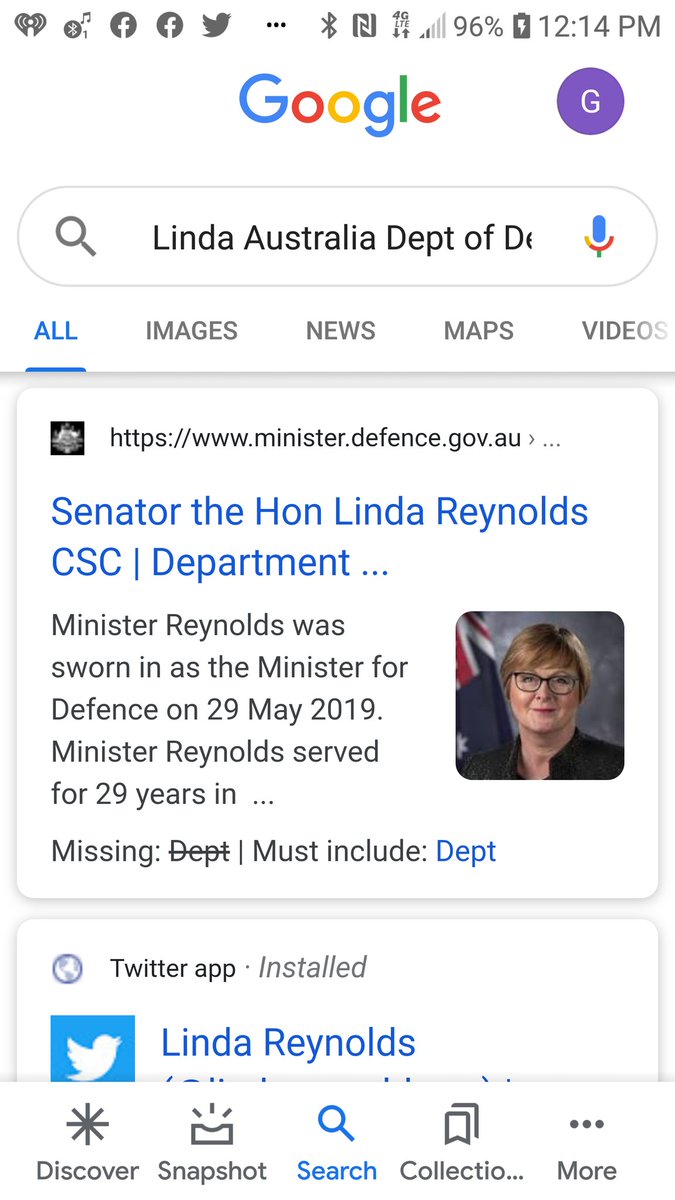 4G
LTE
96%
12:14 PM
1
Google
G
Linda Australia Dept of De
ALL
IMAGES
NEWS
MAPS
VIDEOS
https://www.minister.defence.gov.au › ...
Senator the Hon Linda Reynolds
CSC | Department ...
Minister Reynolds was
sworn in as the Minister for
Defence on 29 May 2019.
Minister Reynolds served
for 29 years in ...
Missing: Dept | Must include: Dept
Twitter app · Installed
Linda Reynolds
Discover
Snapshot
Search
Collectio...
More